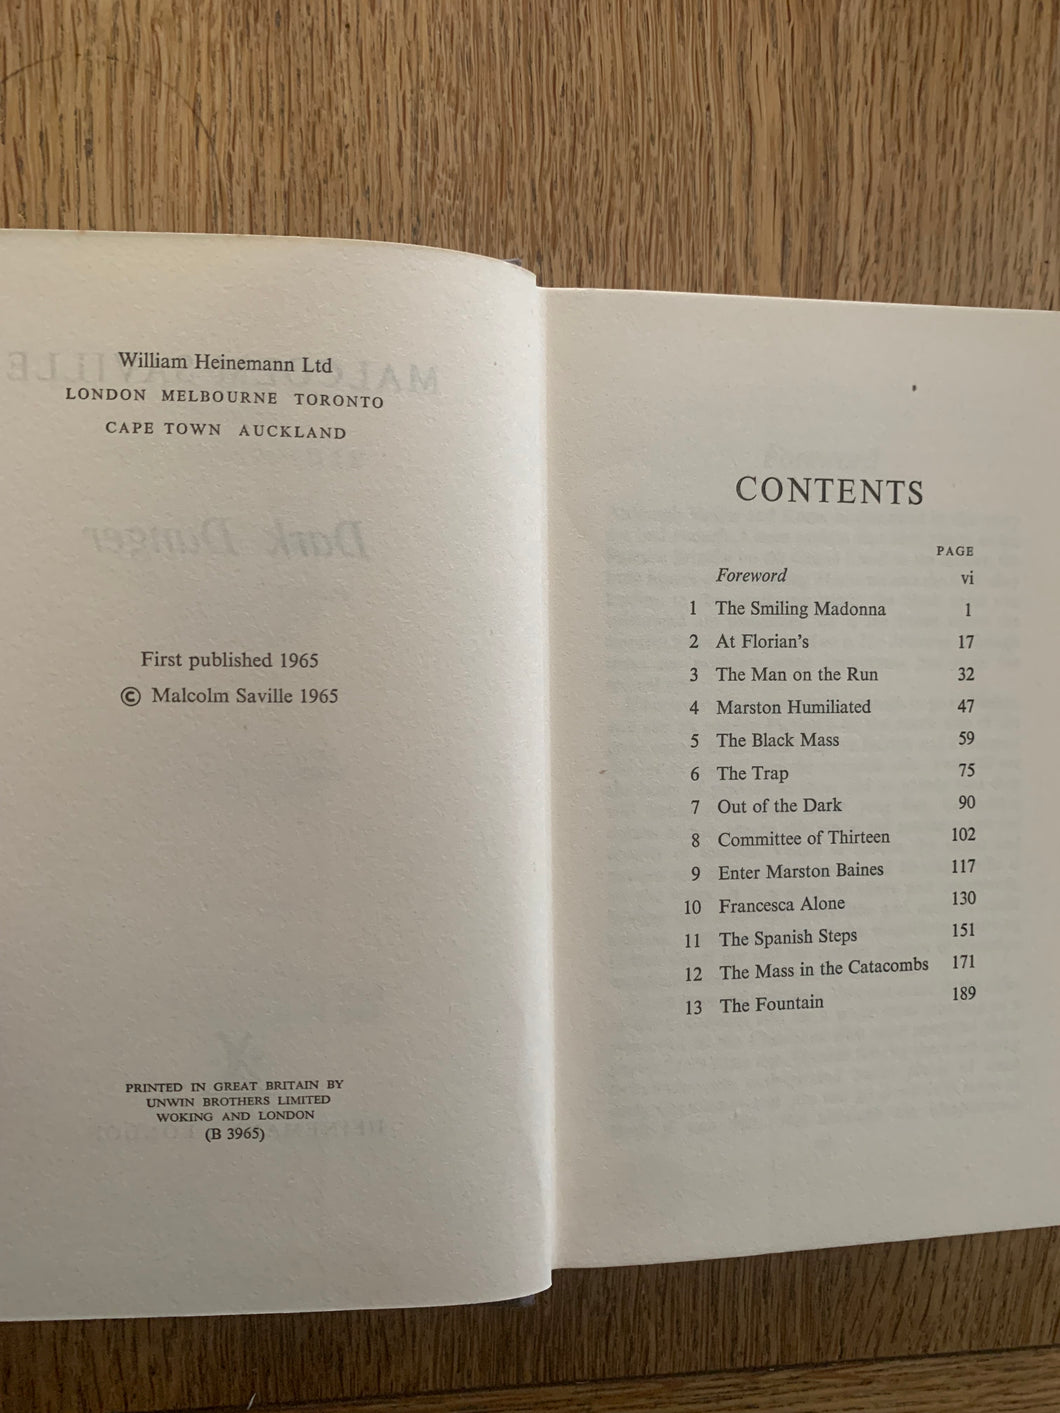 William Heinemann Ltd
LONDON MELBOURNE TORONTO
CAPE TOWN AUCKLAND
MALCOLM SAVILLE
Dark Danger
First published 1965
© Malcolm Saville 1965
PRINTED IN GREAT BRITAIN BY
UNWIN BROTHERS LIMITED
WOKING AND LONDON
(B 3965)
CONTENTS
PAGE
Foreword vi
1 The Smiling Madonna 1
2 At Florian's 17
3 The Man on the Run 32
4 Marston Humiliated 47
5 The Black Mass 59
6 The Trap 75
7 Out of the Dark 90
8 Committee of Thirteen 102
9 Enter Marston Baines 117
10 Francesca Alone 130
11 The Spanish Steps 151
12 The Mass in the Catacombs 171
13 The Fountain 189